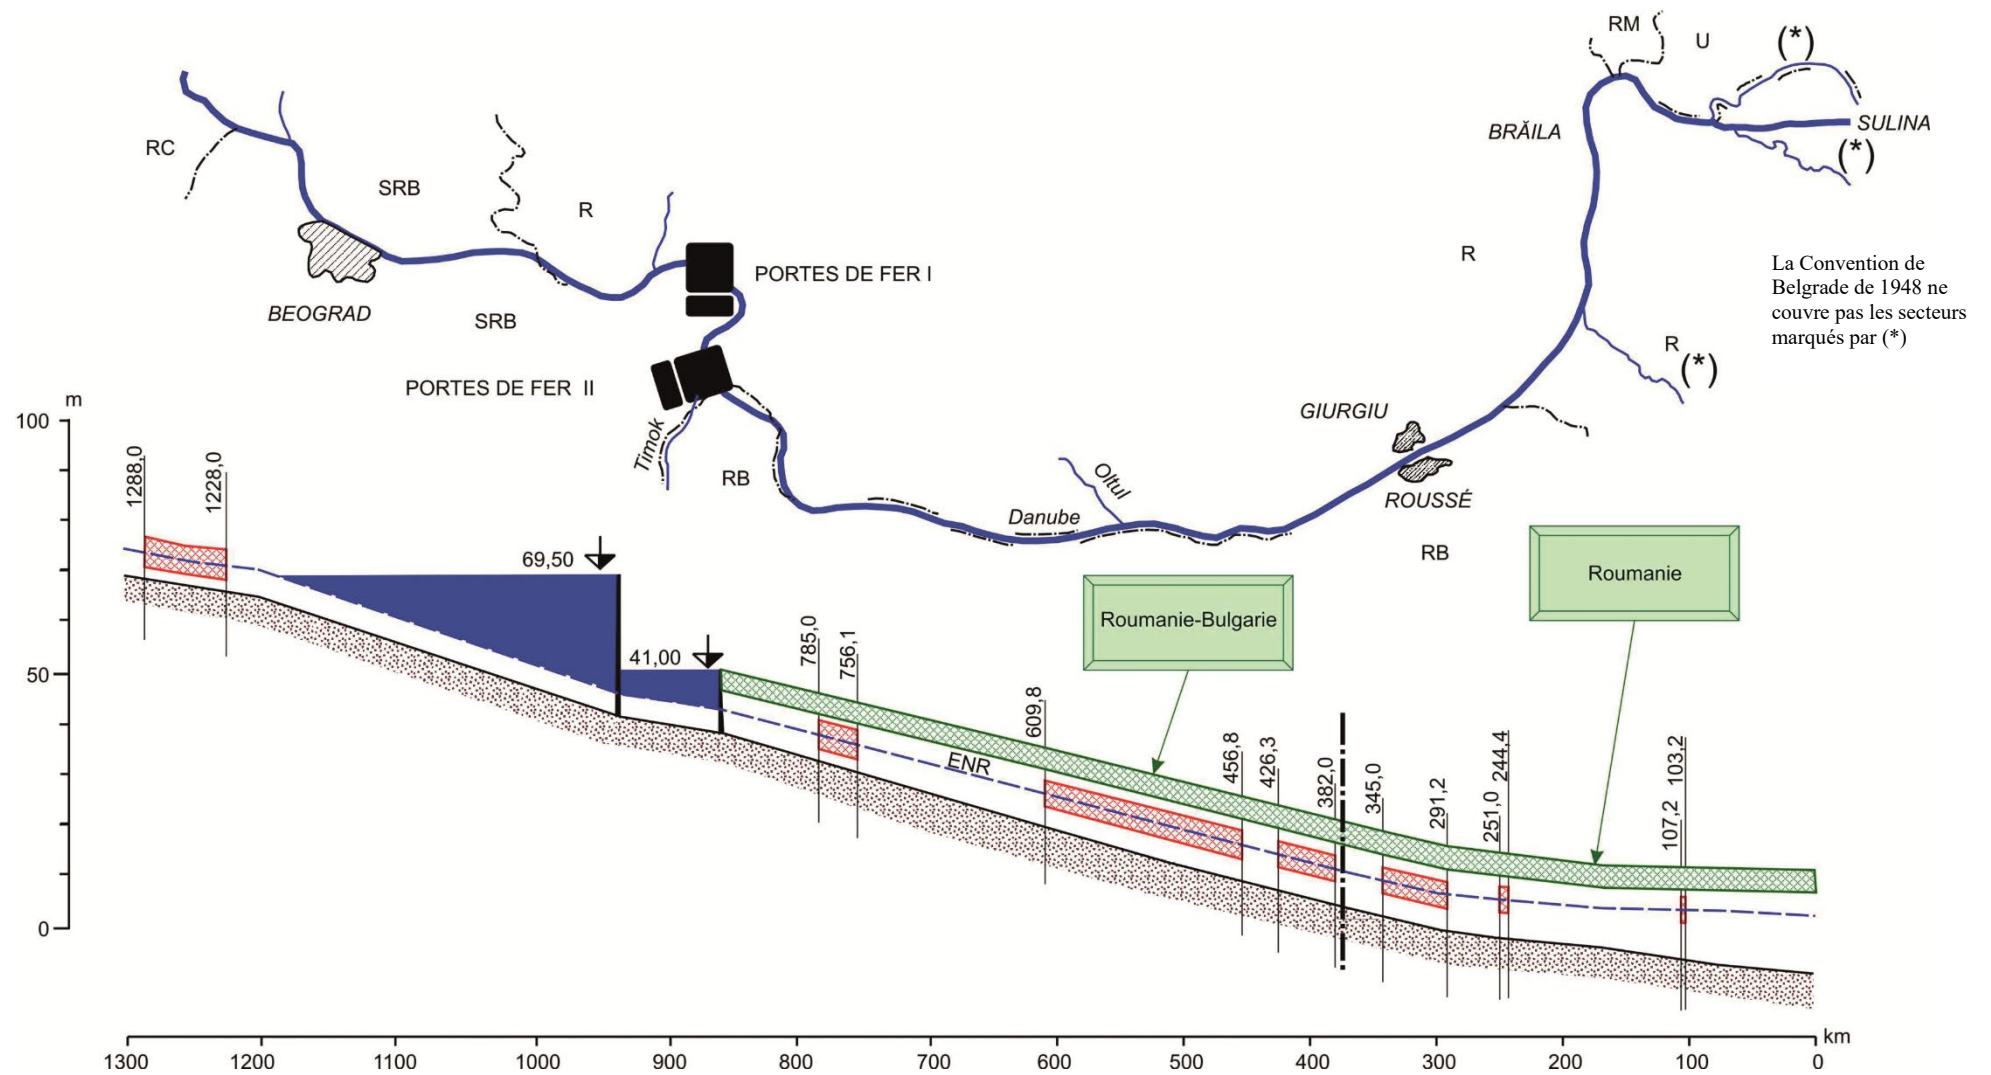 RM
U
(*)
BRĂILA
SULINA
(*)
RC
SRB
R
R
PORTES DE FER I
La Convention de
Belgrade de 1948 ne
couvre pas les secteurs
marqués par (*)
BEOGRAD
SRB
R
(*)
PORTES DE FER II
GIURGIU
Timok
RB
Oltul
ROUSSÉ
Danube
RB
m
100
50
0
1288,0
1228,0
69,50
41,00
785,0
756,1
ENR
609,8
456,8
426,3
382,0
345,0
291,2
251,0
244,4
107,2
103,2
Roumanie-Bulgarie
Roumanie
km
1300 1200 1100 1000 900 800 700 600 500 400 300 200 100 0